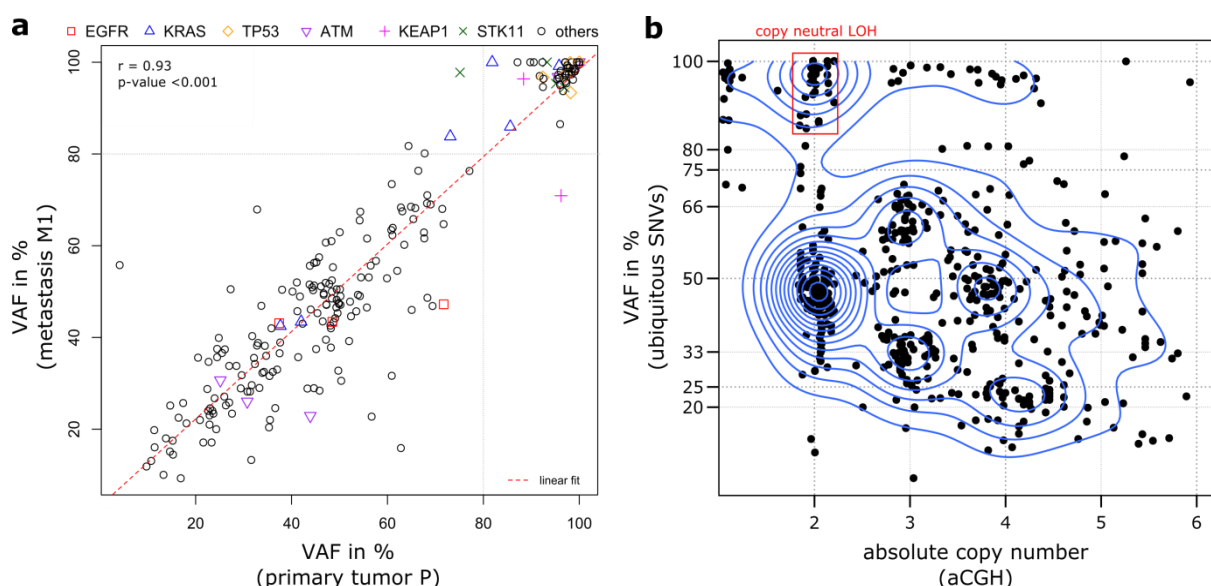 a
EGFR KRAS TP53 ATM KEAP1 STK11 others
r = 0.93
p-value <0.001
100
80
60
40
20
VAF in %
(metastasis M1)
linear fit
20 40 60 80 100
VAF in %
(primary tumor P)
b
copy neutral LOH
100
80
75
66
50
33
25
20
VAF in %
(ubiquitous SNVs)
2 3 4 5 6
absolute copy number
(aCGH)